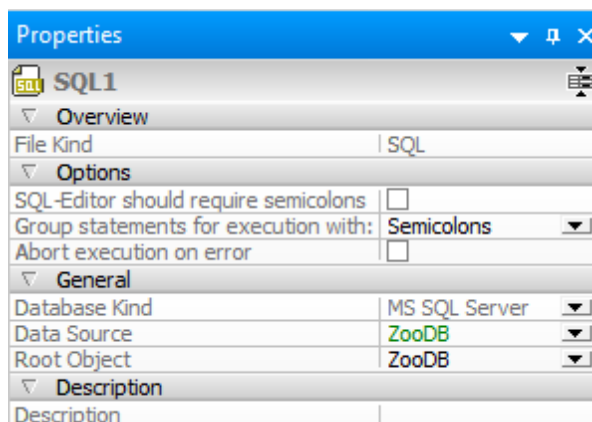 Properties
SQL SQL1
Overview
File Kind SQL
Options
SQL-Editor should require semicolons
Group statements for execution with: Semicolons
Abort execution on error
General
Database Kind MS SQL Server
Data Source ZooDB
Root Object ZooDB
Description
Description